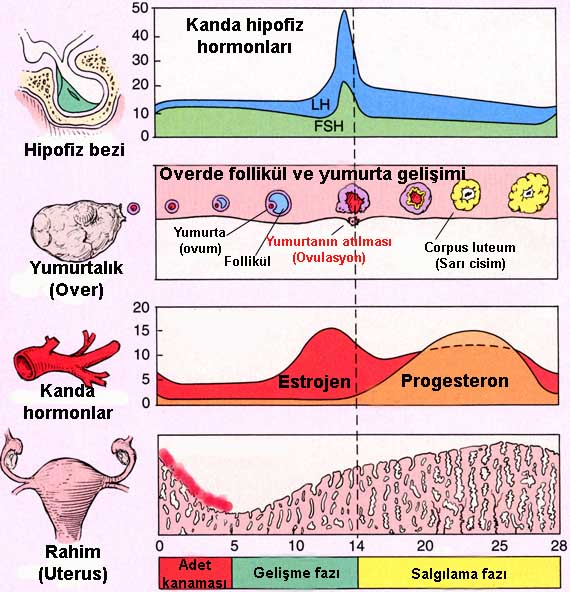 Kanda hipofiz
hormonları
50
40
30
20
10
0
LH
FSH
Hipofiz bezi
Overde follikül ve yumurta gelişimi
Yumurta
(ovum)
Follikül
Yumurtanın atılması
(Ovulasyon)
Corpus luteum
(Sarı cisim)
Yumurtalık
(Over)
20
15
10
5
0
Estrojen
Progesteron
Kanda
hormonlar
Rahim
(Uterus)
0 5 10 14 20 25 28
Adet
kanaması
Gelişme fazı
Salgılama fazı